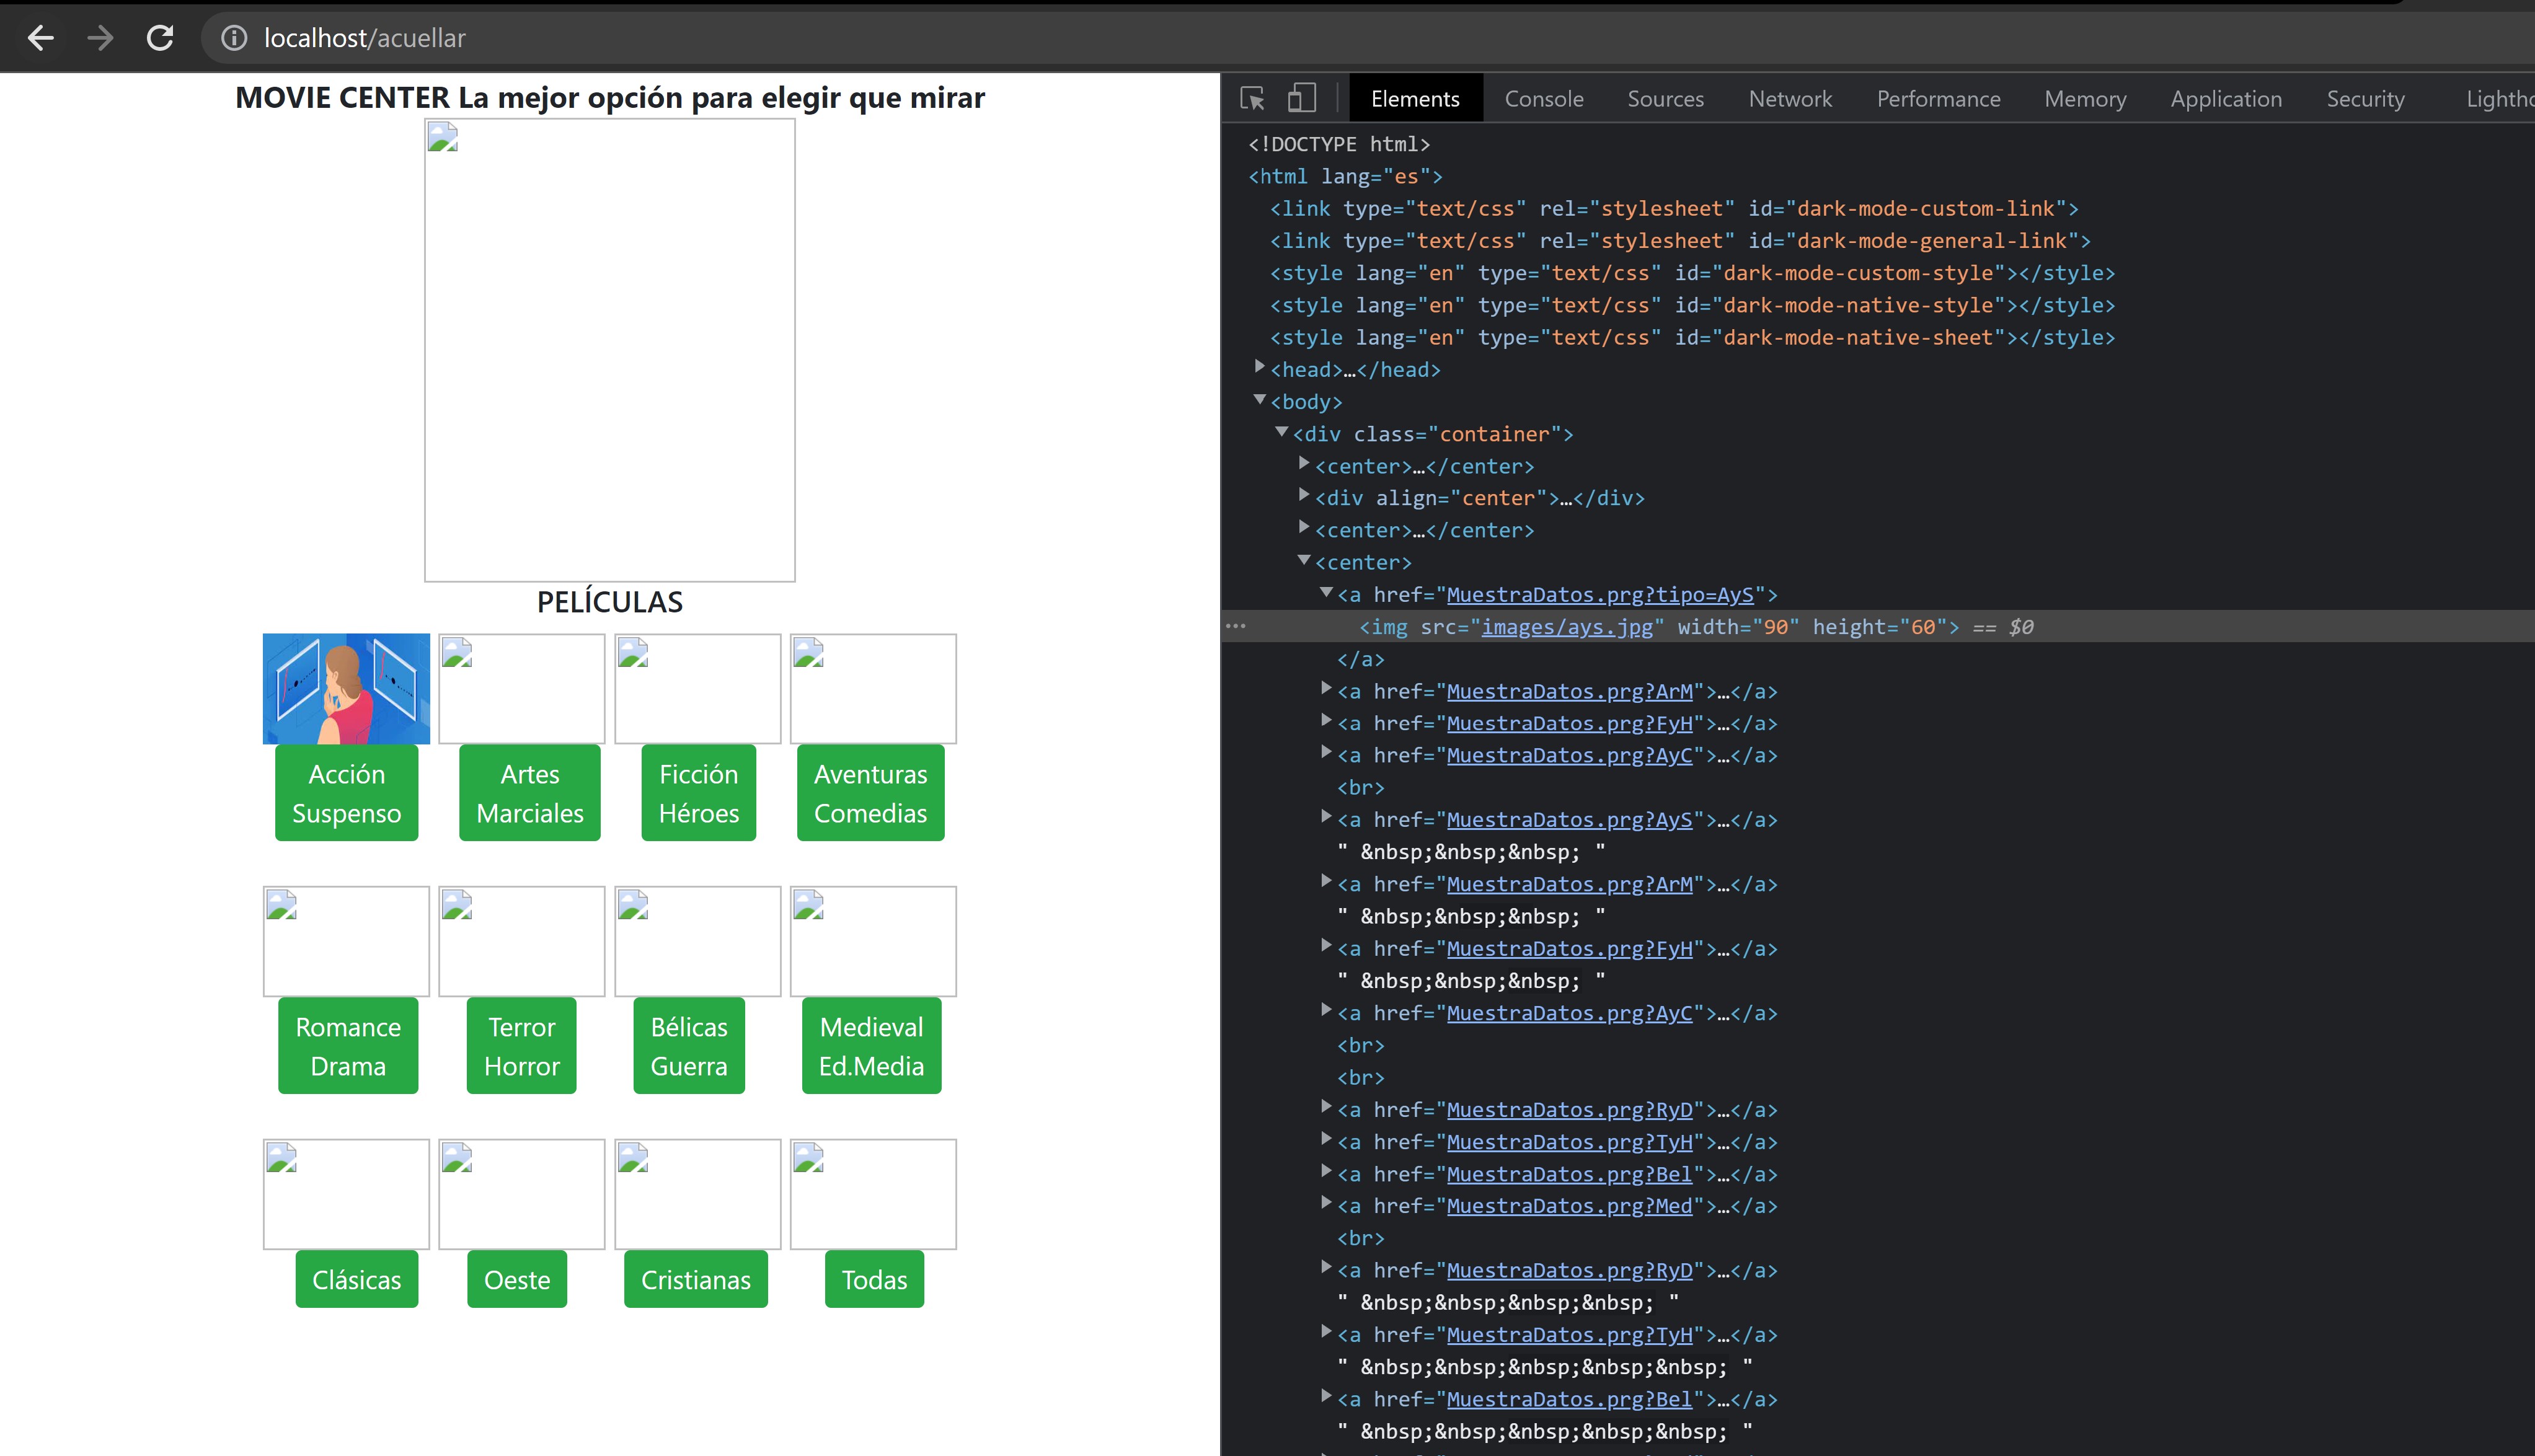 localhost/acuellar
MOVIE CENTER La mejor opción para elegir que mirar
PELÍCULAS
Acción
Suspenso
Artes
Marciales
Ficción
Héroes
Aventuras
Comedias
Romance
Drama
Terror
Horror
Bélicas
Guerra
Medieval
Ed.Media
Clásicas
Oeste
Cristianas
Todas
Elements Console Sources Network Performance Memory Application Security Lightho
<!DOCTYPE html>
<html lang="es">
<link type="text/css" rel="stylesheet" id="dark-mode-custom-link">
<link type="text/css" rel="stylesheet" id="dark-mode-general-link">
<style lang="en" type="text/css" id="dark-mode-custom-style"></style>
<style lang="en" type="text/css" id="dark-mode-native-style"></style>
<style lang="en" type="text/css" id="dark-mode-native-sheet"></style>
<head>…</head>
<body>
<div class="container">
<center>…</center>
<div align="center">…</div>
<center>…</center>
<center>
<a href="MuestraDatos.prg?tipo=AyS">
<img src="images/ays.jpg" width="90" height="60"> == $0
</a>
<a href="MuestraDatos.prg?ArM">…</a>
<a href="MuestraDatos.prg?FyH">…</a>
<a href="MuestraDatos.prg?AyC">…</a>
<br>
<a href="MuestraDatos.prg?AyS">…</a>
" &nbsp;&nbsp;&nbsp; "
<a href="MuestraDatos.prg?ArM">…</a>
" &nbsp;&nbsp;&nbsp; "
<a href="MuestraDatos.prg?FyH">…</a>
" &nbsp;&nbsp;&nbsp; "
<a href="MuestraDatos.prg?AyC">…</a>
<br>
<br>
<a href="MuestraDatos.prg?RyD">…</a>
<a href="MuestraDatos.prg?TyH">…</a>
<a href="MuestraDatos.prg?Bel">…</a>
<a href="MuestraDatos.prg?Med">…</a>
<br>
<a href="MuestraDatos.prg?RyD">…</a>
" &nbsp;&nbsp;&nbsp;&nbsp; "
<a href="MuestraDatos.prg?TyH">…</a>
" &nbsp;&nbsp;&nbsp;&nbsp;&nbsp; "
<a href="MuestraDatos.prg?Bel">…</a>
" &nbsp;&nbsp;&nbsp;&nbsp;&nbsp; "